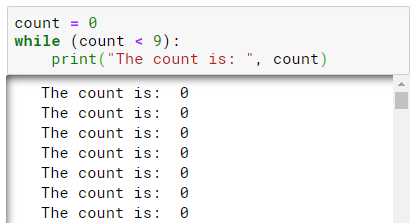 count = 0
while (count < 9):
    print("The count is: ", count)
The count is:  0
The count is:  0
The count is:  0
The count is:  0
The count is:  0
The count is:  0
The count is:  0